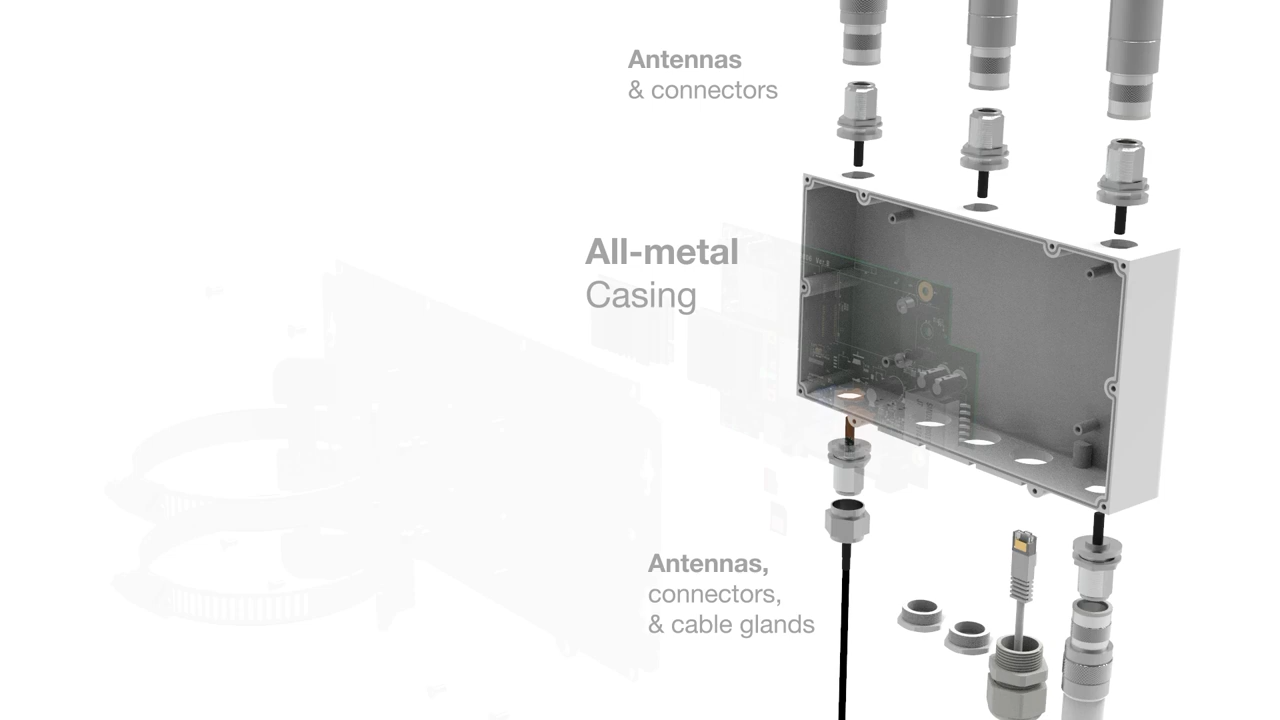 Antennas
& connectors
All-metal
Casing
Antennas,
connectors,
& cable glands